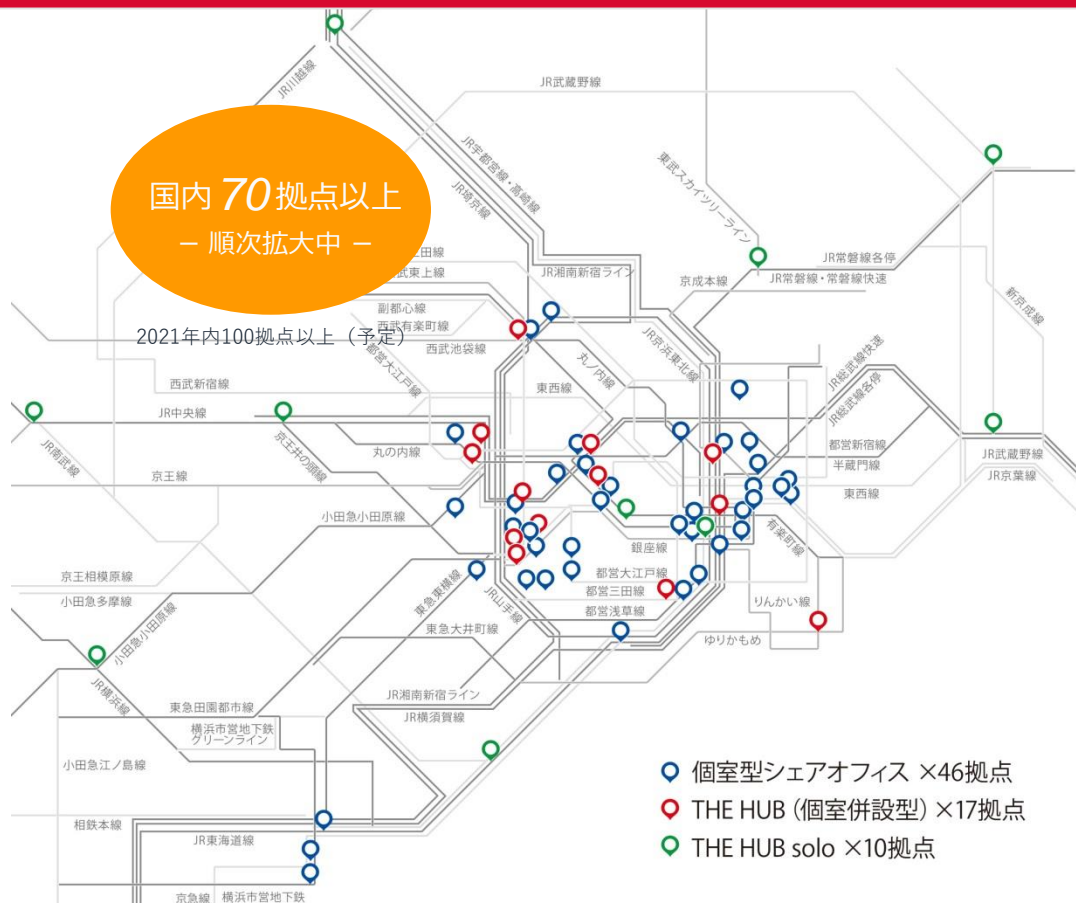 JR川越線
JR武蔵野線
JR宇都宮線・高崎線
JR埼京線
東武スカイツリーライン
国内70拠点以上
− 順次拡大中 −
2021年内100拠点以上（予定）
三田線
武東上線
副都心線
西武有楽町線
西武池袋線
都営大江戸線
JR湘南新宿ライン
京成本線
JR常磐線各停
JR常磐線・常磐線快速
新京成線
JR京浜東北線
丸ノ内線
東西線
西武新宿線
JR中央線
JR総武線快速
JR総武線各停
都営新宿線
半蔵門線
東西線
JR武蔵野線
JR京葉線
JR南武線
京王井の頭線
丸の内線
京王線
小田急小田原線
有楽町線
銀座線
都営大江戸線
都営三田線
都営浅草線
りんかい線
ゆりかもめ
京王相模原線
小田急多摩線
小田急小田原線
東急東横線
JR山手線
東急大井町線
JR横浜線
東急田園都市線
横浜市営地下鉄
グリーンライン
JR湘南新宿ライン
JR横須賀線
小田急江ノ島線
相鉄本線
JR東海道線
京急線
横浜市営地下鉄
個室型シェアオフィス ×46拠点
THE HUB（個室併設型）×17拠点
THE HUB solo ×10拠点